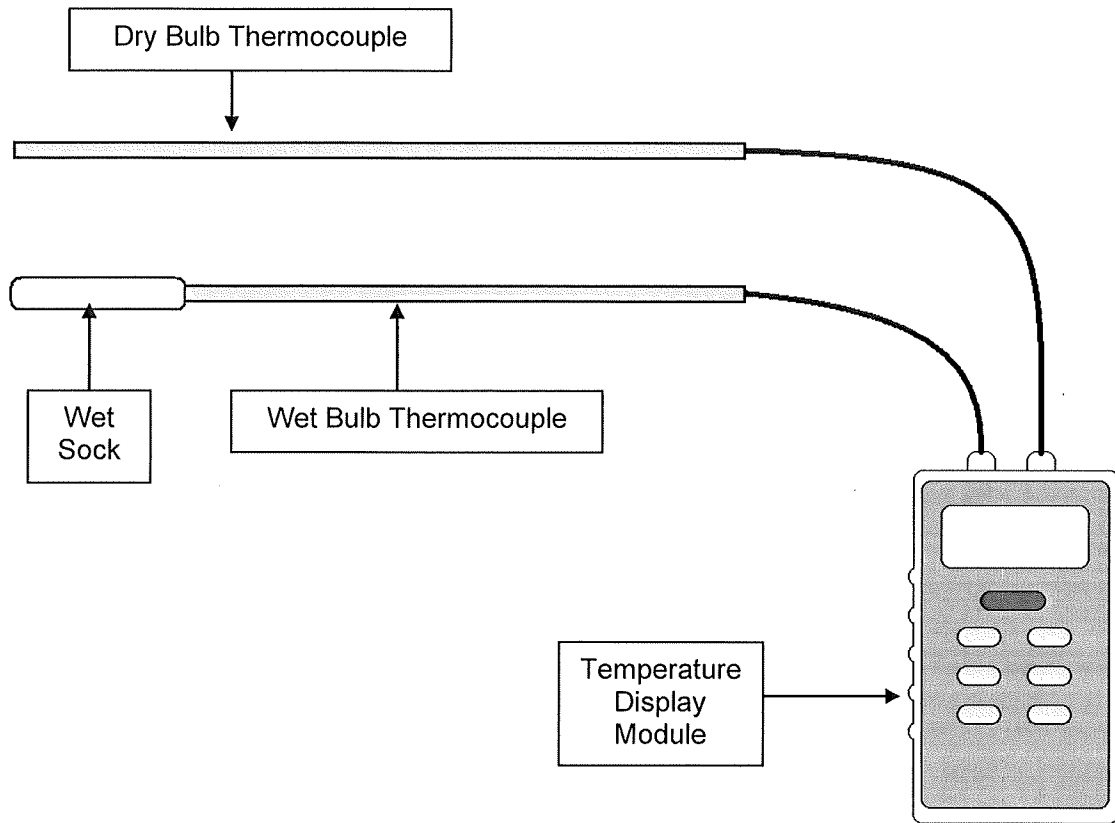 Dry Bulb Thermocouple
Wet
Sock
Wet Bulb Thermocouple
Temperature
Display
Module